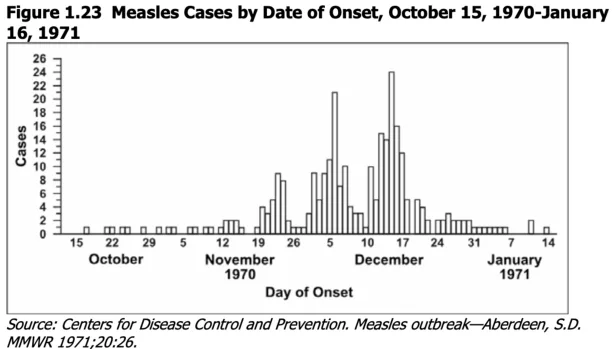 Figure 1.23 Measles Cases by Date of Onset, October 15, 1970-January
16, 1971
26
24
22
20
18
16
14
12
10
8
6
4
2
0
Cases
15 22 29 5 12 19 26 5 10 17 24 31 7 14
October November December January
1970 1971
Day of Onset
Source: Centers for Disease Control and Prevention. Measles outbreak—Aberdeen, S.D.
MMWR 1971;20:26.